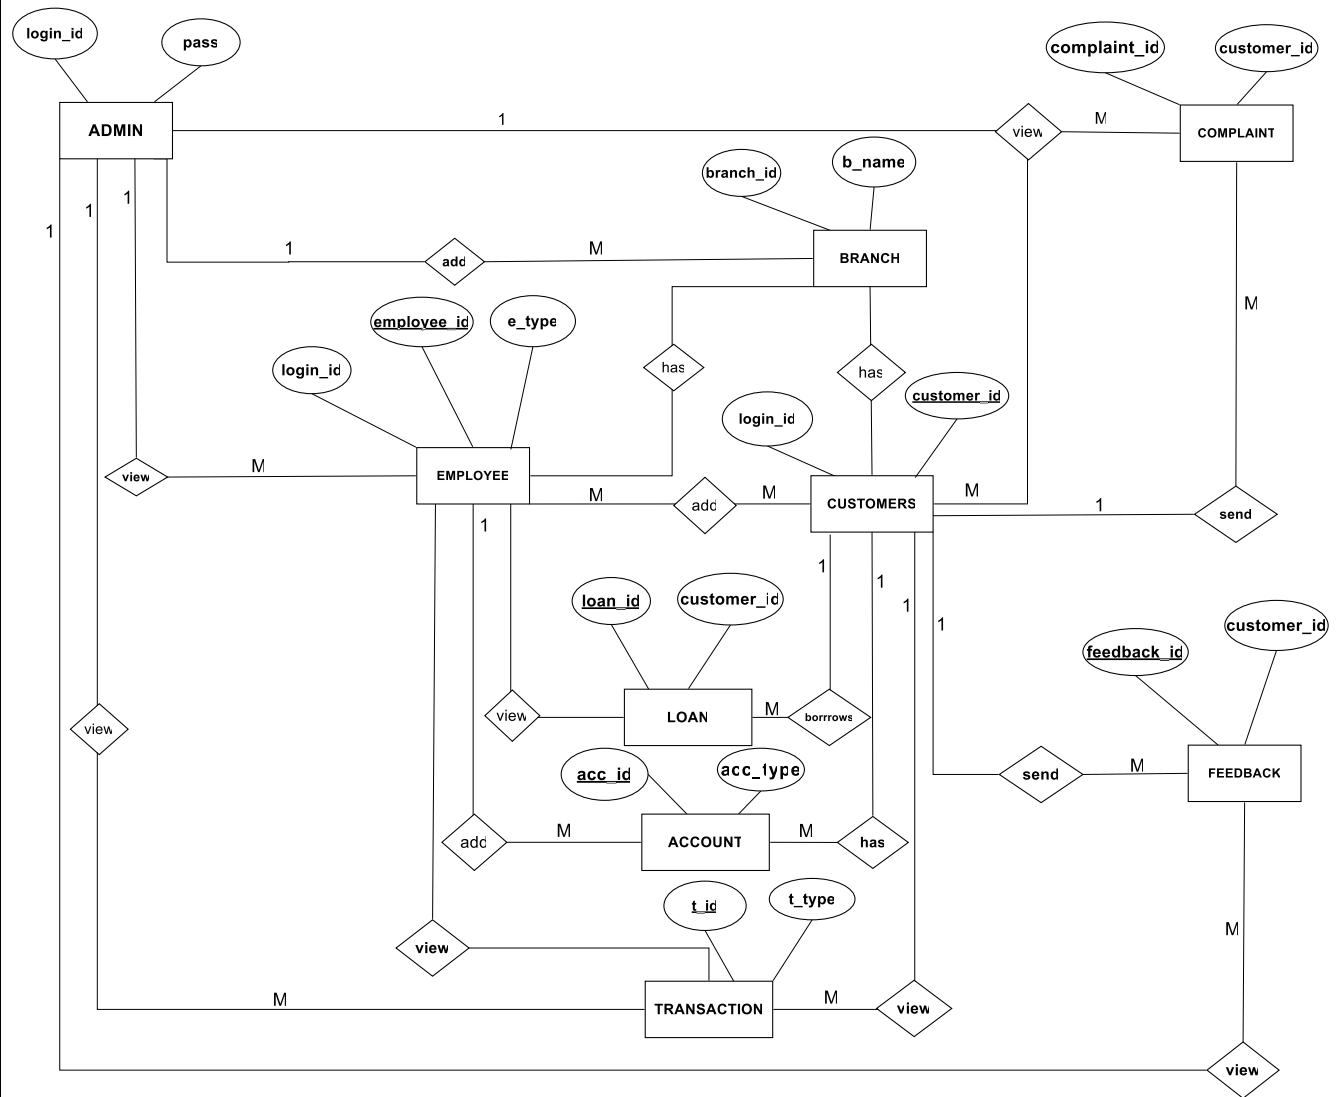 login_id
pass
complaint_id
customer_id
ADMIN
1
view
M
COMPLAINT
branch_id
b_name
1
1
1
1
add
M
BRANCH
M
employee_id
e_type
login_id
has
has
customer_id
login_id
view
M
EMPLOYEE
M
add
M
CUSTOMERS
M
1
send
1
1
1
1
1
loan_id
customer_id
feedback_id
customer_id
view
view
LOAN
M
borrrows
acc_id
acc_type
send
M
FEEDBACK
add
M
ACCOUNT
M
has
t_id
t_type
view
M
M
TRANSACTION
M
view
view